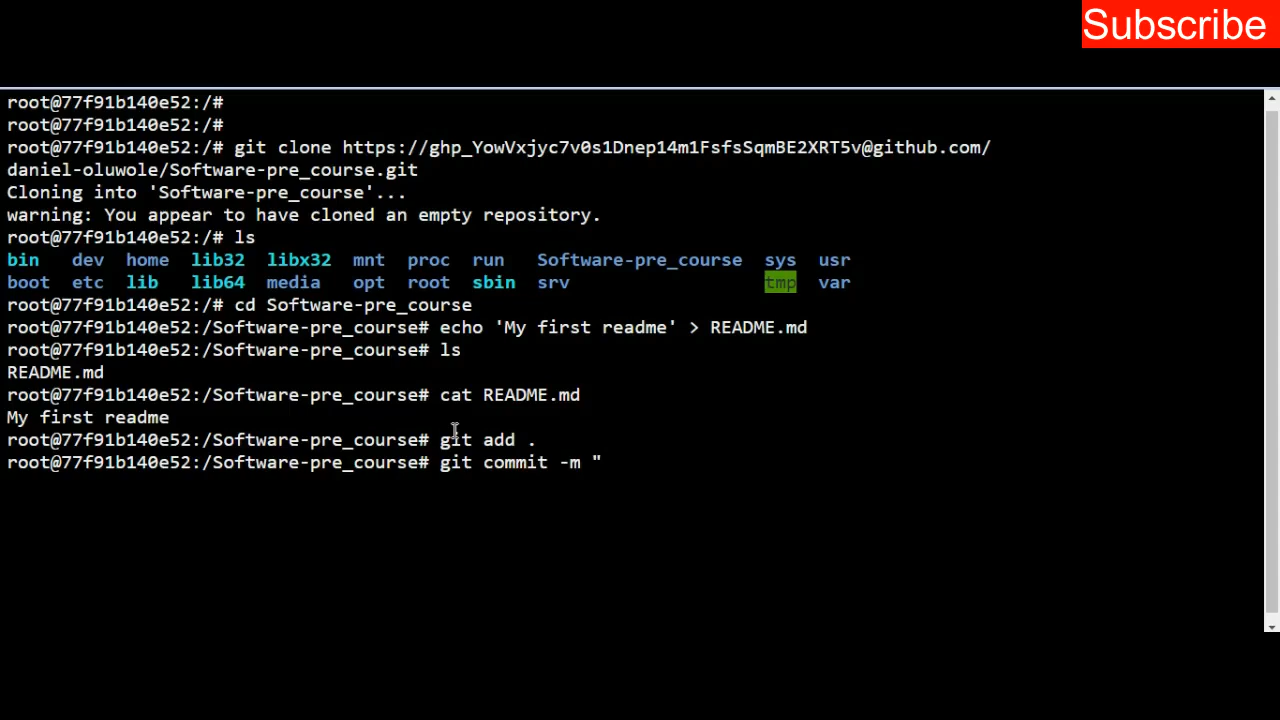 Subscribe
root@77f91b140e52:/#
root@77f91b140e52:/#
root@77f91b140e52:/# git clone https://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@github.com/
daniel-oluwole/Software-pre_course.git
Cloning into 'Software-pre_course'...
warning: You appear to have cloned an empty repository.
root@77f91b140e52:/# ls
bin dev home lib32 libx32 mnt proc run Software-pre_course sys usr
boot etc lib lib64 media opt root sbin srv tmp var
root@77f91b140e52:/# cd Software-pre_course
root@77f91b140e52:/Software-pre_course# echo 'My first readme' > README.md
root@77f91b140e52:/Software-pre_course# ls
README.md
root@77f91b140e52:/Software-pre_course# cat README.md
My first readme
root@77f91b140e52:/Software-pre_course# git add .
root@77f91b140e52:/Software-pre_course# git commit -m "